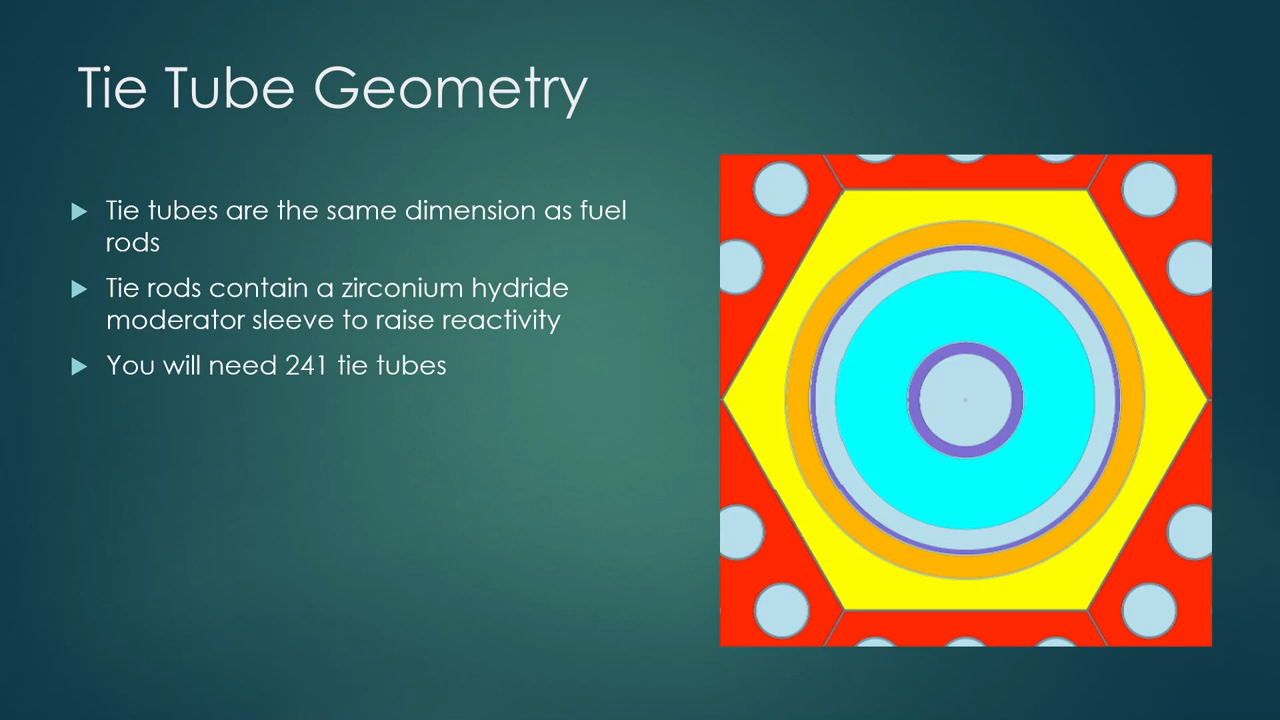 Tie Tube Geometry
Tie tubes are the same dimension as fuel
rods
Tie rods contain a zirconium hydride
moderator sleeve to raise reactivity
You will need 241 tie tubes